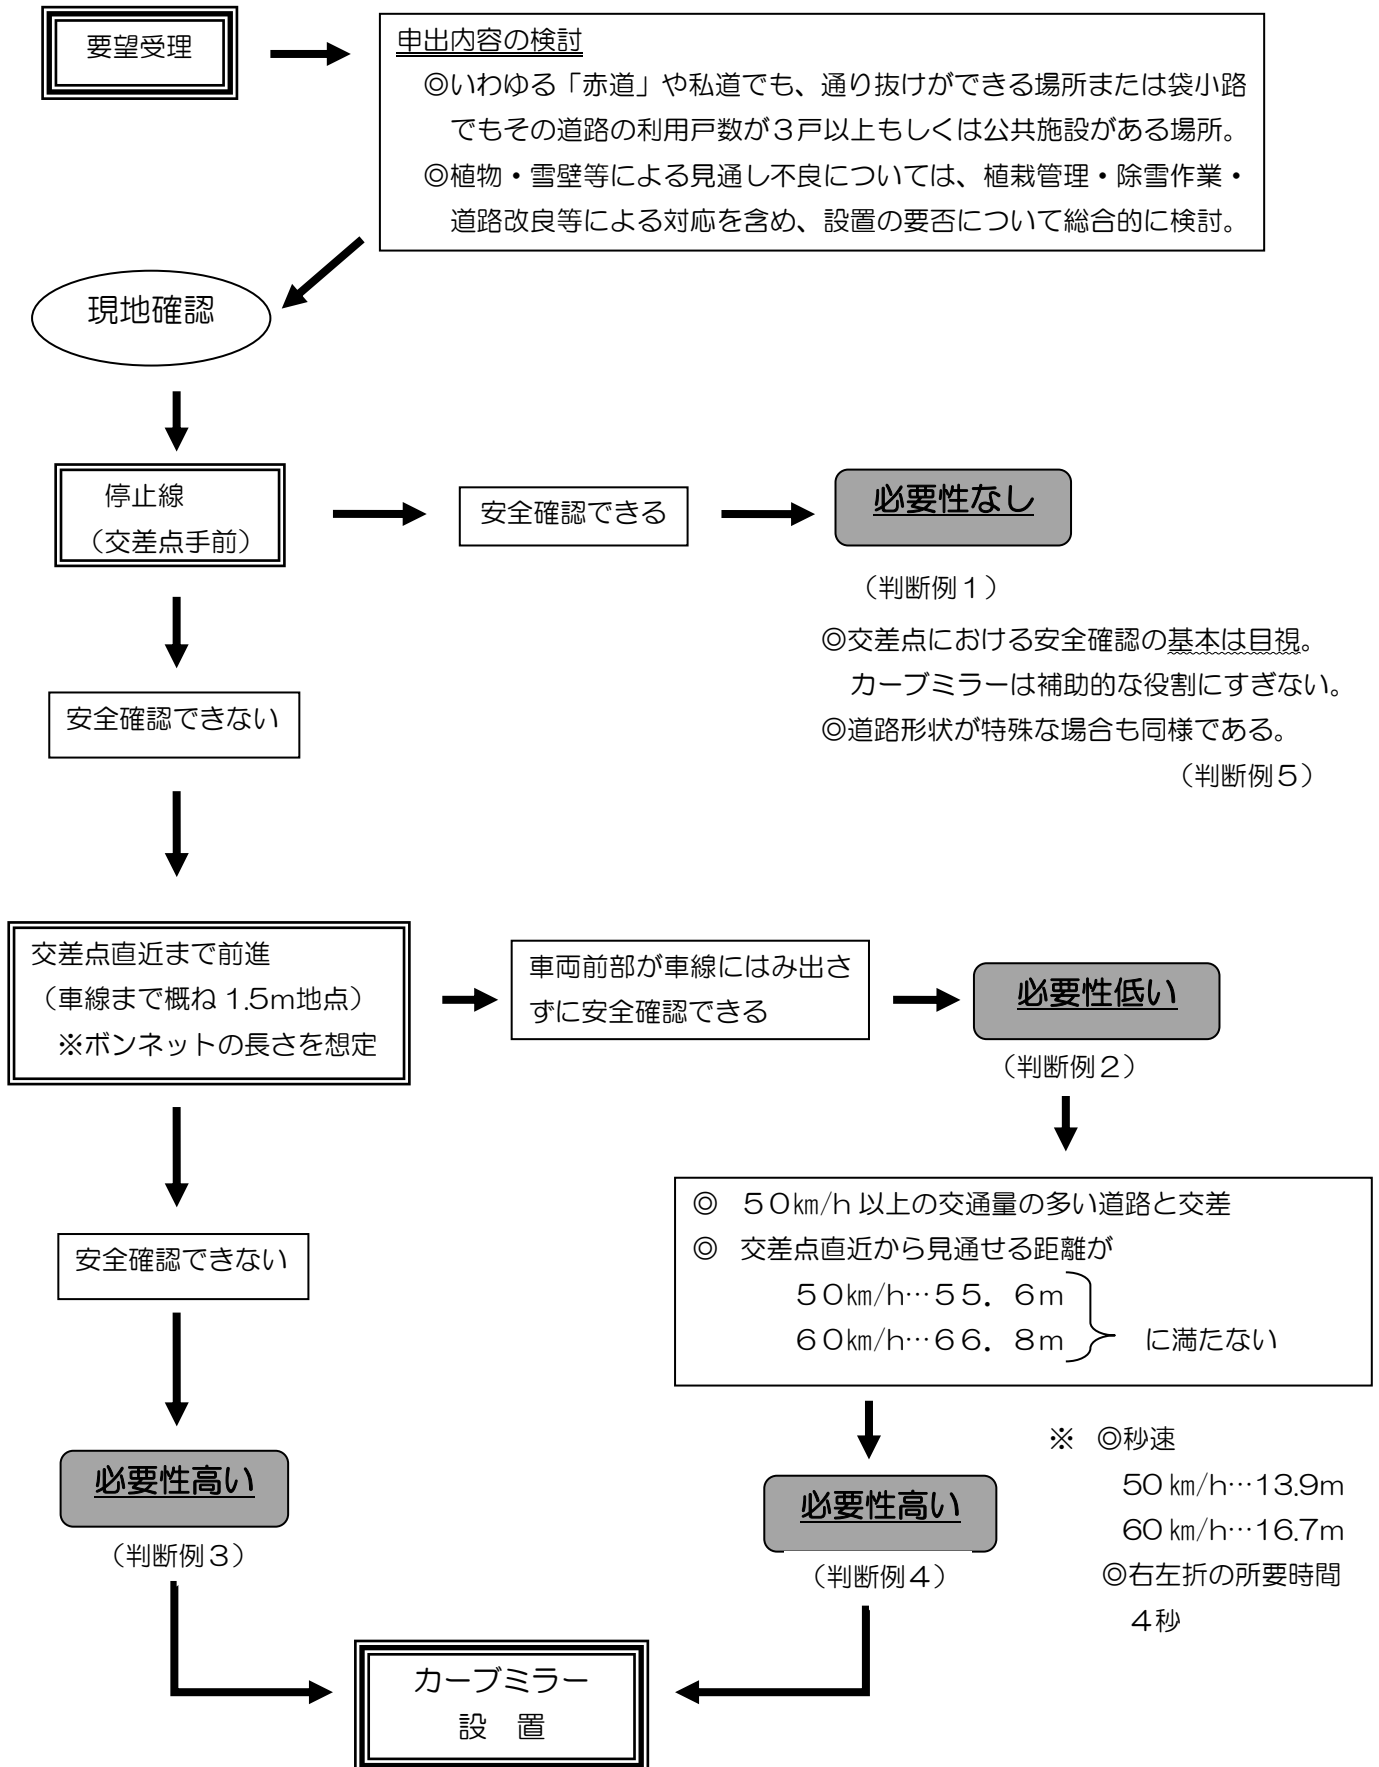 要望受理
申出内容の検討
◎いわゆる「赤道」や私道でも、通り抜けができる場所または袋小路
でもその道路の利用戸数が３戸以上もしくは公共施設がある場所。
◎植物・雪壁等による見通し不良については、植栽管理・除雪作業・
道路改良等による対応を含め、設置の要否について総合的に検討。
現地確認
停止線
（交差点手前）
安全確認できる
必要性なし
（判断例１）
◎交差点における安全確認の基本は目視。
カーブミラーは補助的な役割にすぎない。
◎道路形状が特殊な場合も同様である。
（判断例５）
安全確認できない
交差点直近まで前進
（車線まで概ね 1.5m地点）
※ボンネットの長さを想定
車両前部が車線にはみ出さ
ずに安全確認できる
必要性低い
（判断例２）
◎　５０㎞/ｈ以上の交通量の多い道路と交差
◎　交差点直近から見通せる距離が
５０㎞/ｈ…５５．６ｍ
６０㎞/ｈ…６６．８ｍ
に満たない
安全確認できない
必要性高い
（判断例３）
必要性高い
（判断例４）
※　◎秒速
50 ㎞/h…13.9m
60 ㎞/h…16.7m
◎右左折の所要時間
４秒
カーブミラー
設　置